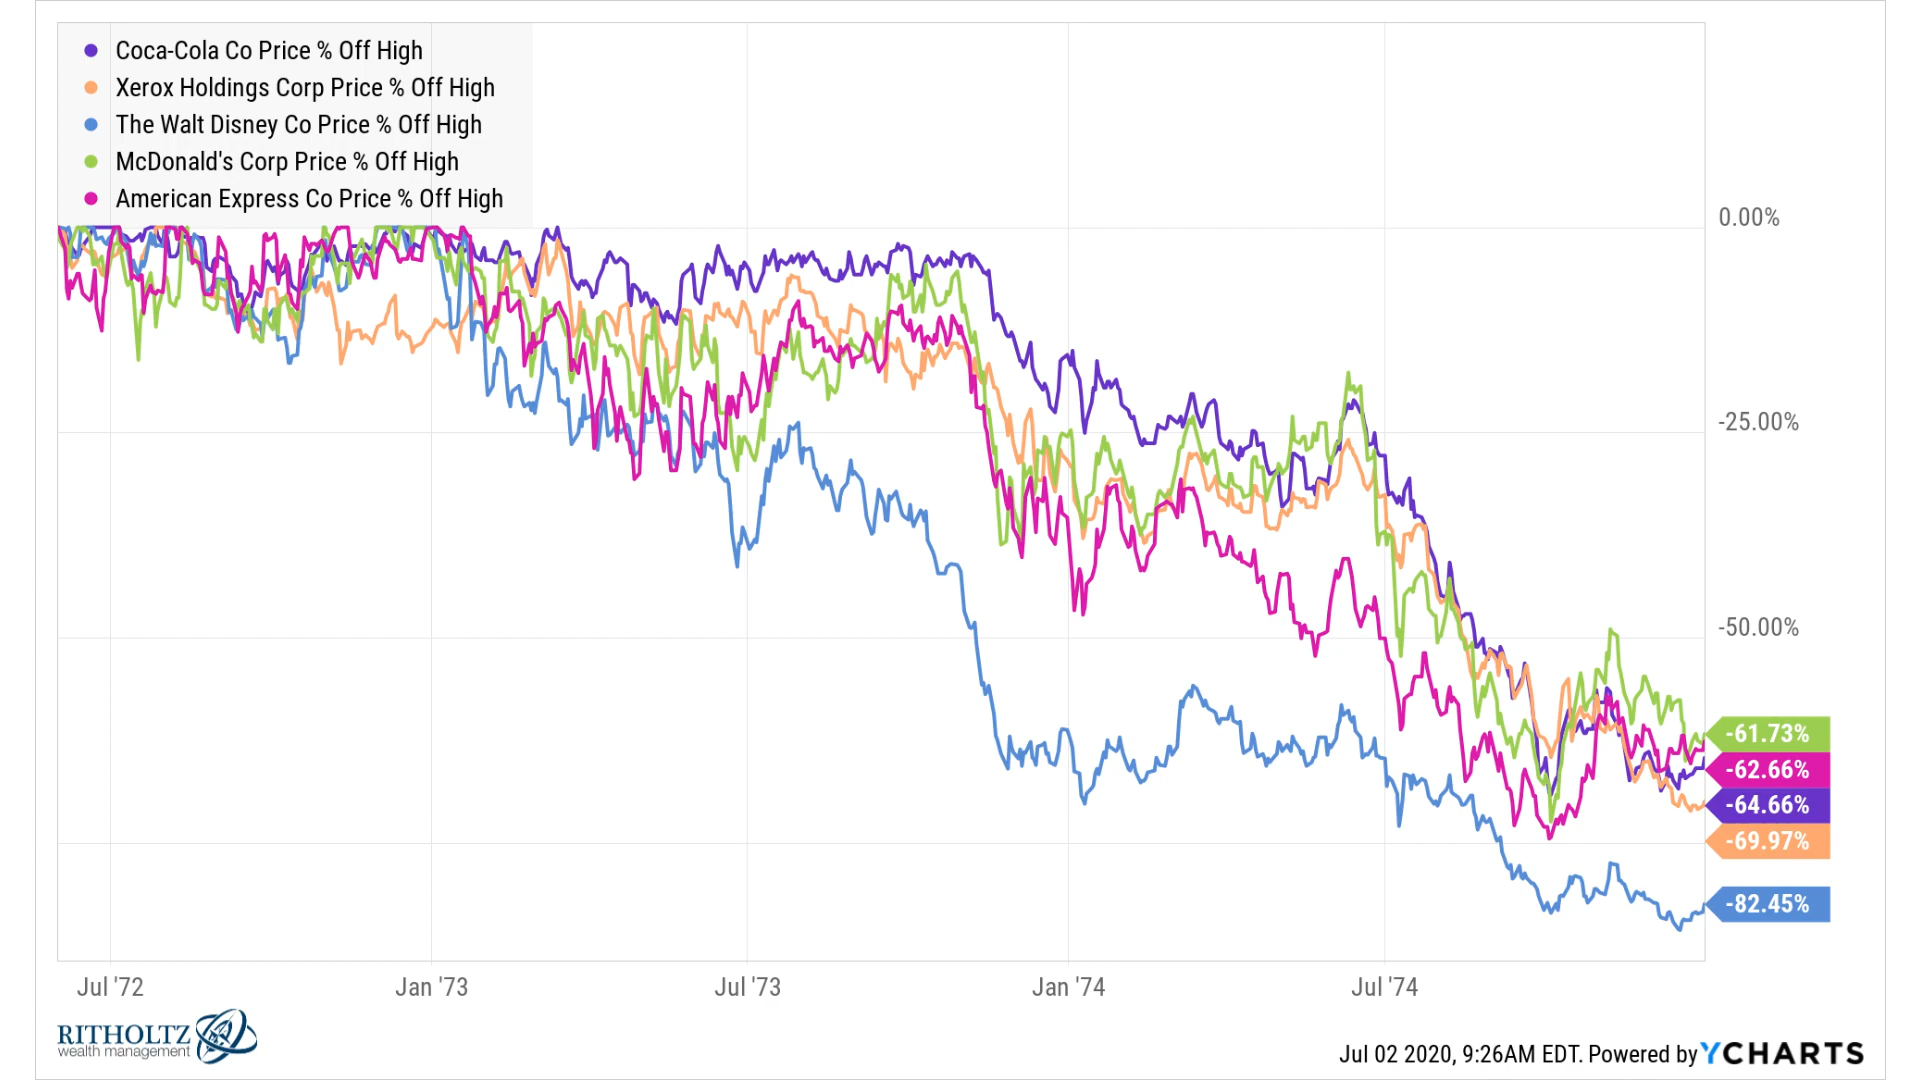 Coca-Cola Co Price % Off High
Xerox Holdings Corp Price % Off High
The Walt Disney Co Price % Off High
McDonald's Corp Price % Off High
American Express Co Price % Off High
0.00%
-25.00%
-50.00%
-61.73%
-62.66%
-64.66%
-69.97%
-82.45%
Jul '72
Jan '73
Jul '73
Jan '74
Jul '74
RITHOLTZ
wealth management
Jul 02 2020, 9:26AM EDT. Powered by YCHARTS